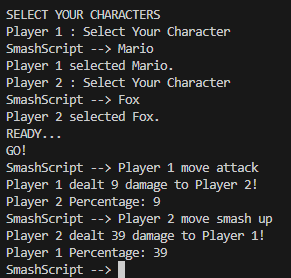 SELECT YOUR CHARACTERS
Player 1 : Select Your Character
SmashScript --> Mario
Player 1 selected Mario.
Player 2 : Select Your Character
SmashScript --> Fox
Player 2 selected Fox.
READY...
GO!
SmashScript --> Player 1 move attack
Player 1 dealt 9 damage to Player 2!
Player 2 Percentage: 9
SmashScript --> Player 2 move smash up
Player 2 dealt 39 damage to Player 1!
Player 1 Percentage: 39
SmashScript -->